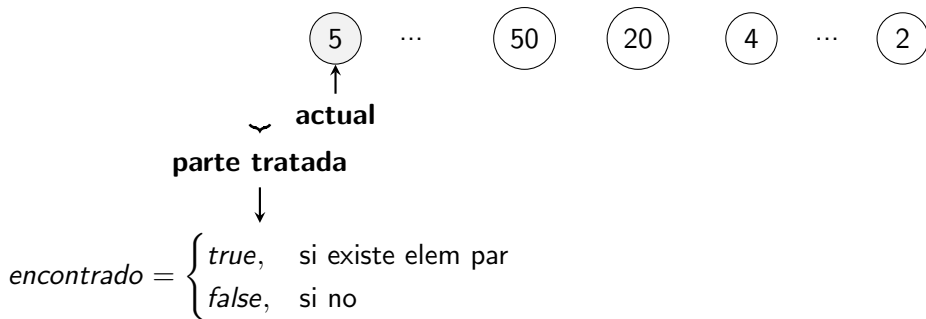 5 ... 50 20 4 ... 2
actual
parte tratada
encontrado = { true, si existe elem par
false, si no